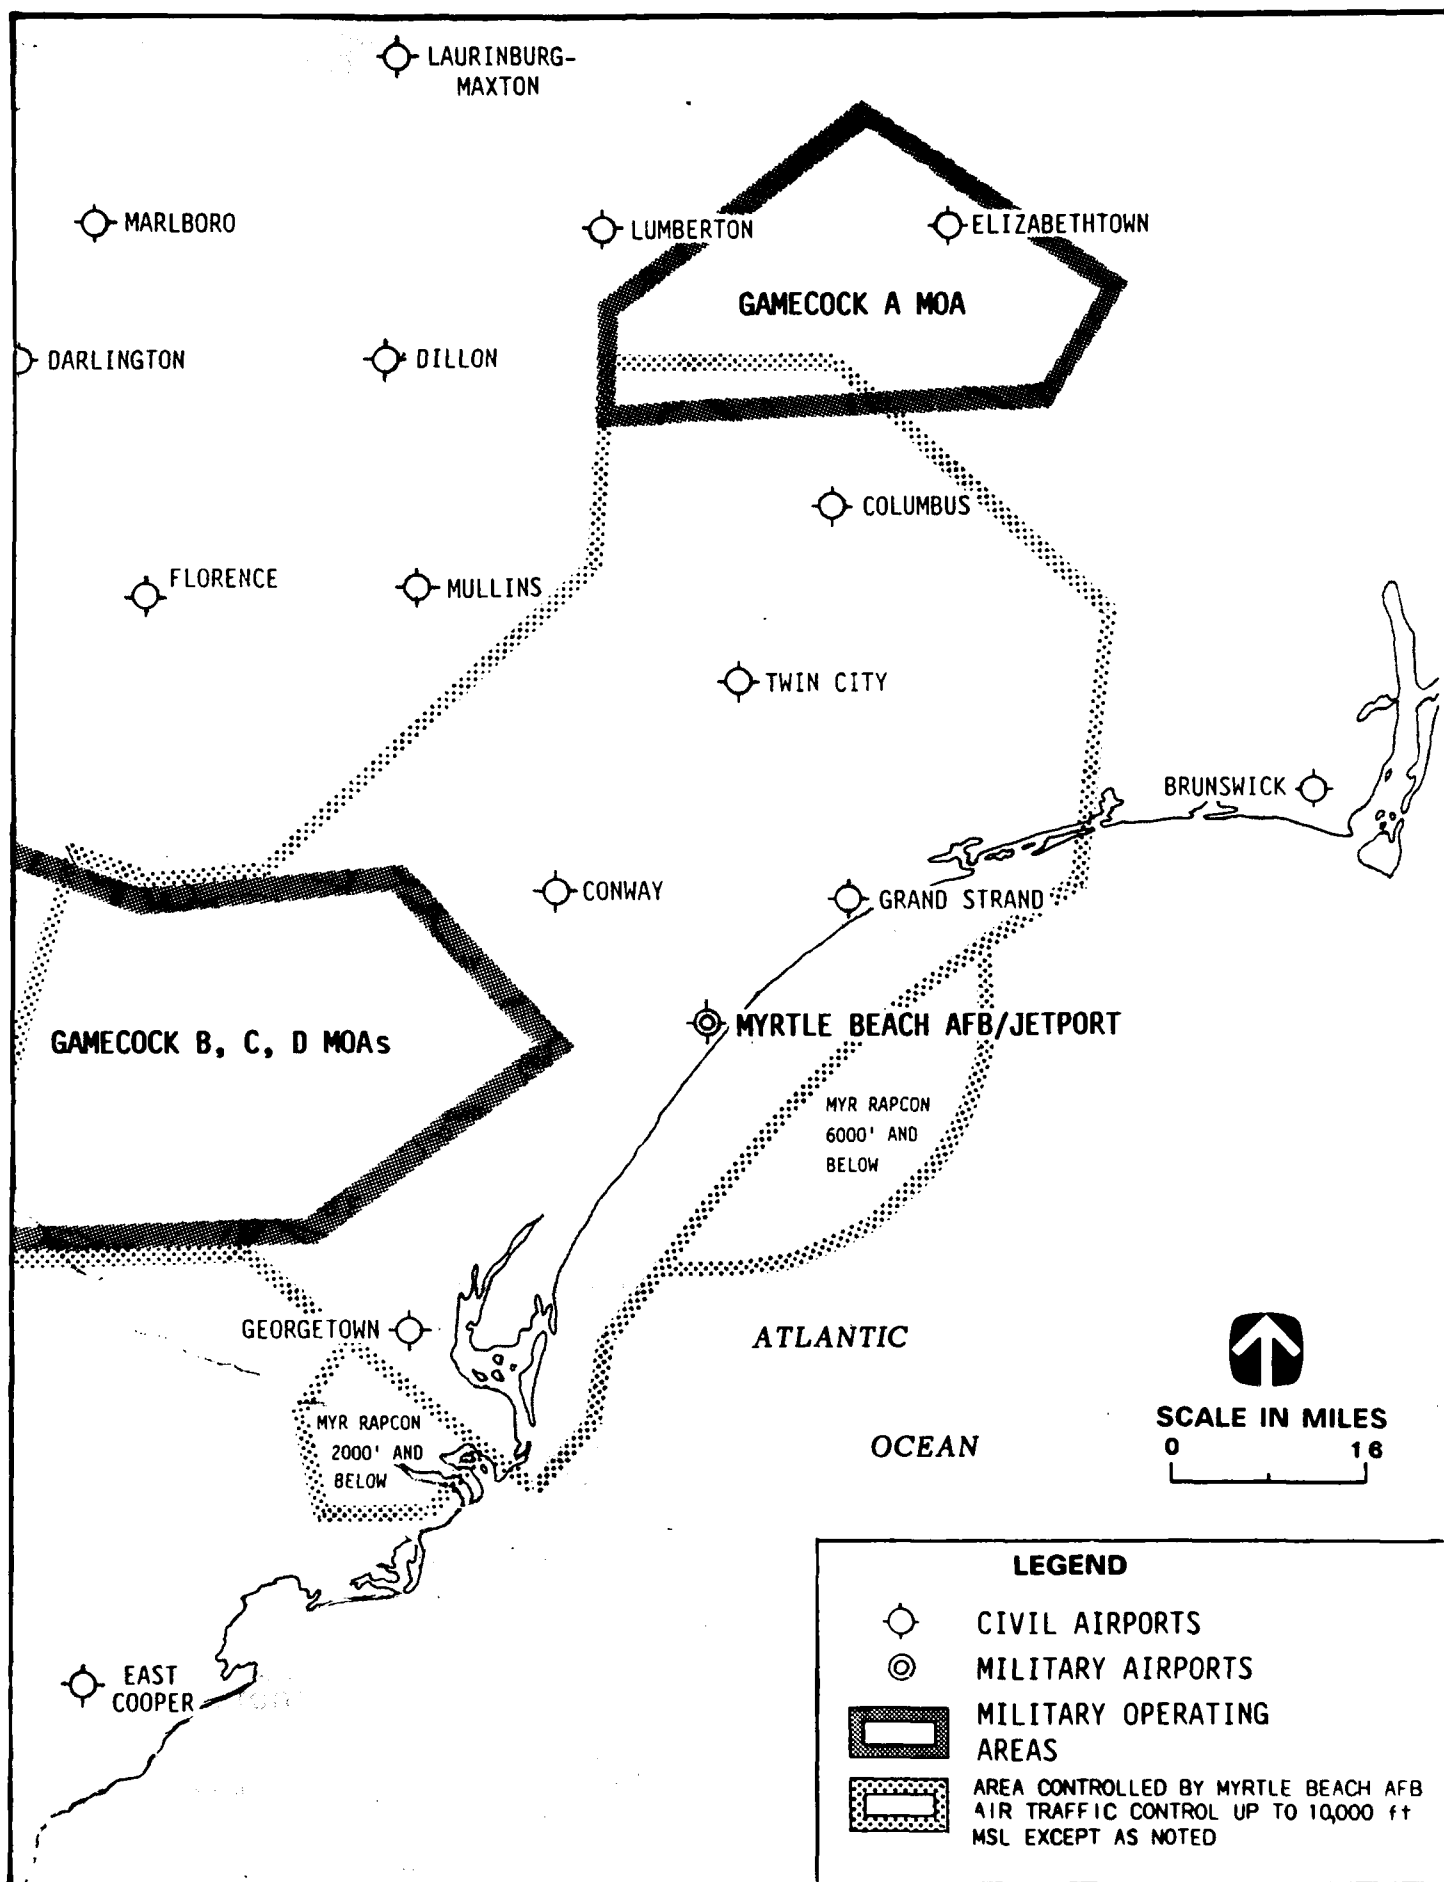 LAURINBURG-
MAXTON
MARLBORO
LUMBERTON
ELIZABETHTOWN
GAMECOCK A MOA
DARLINGTON
DILLON
COLUMBUS
FLORENCE
MULLINS
TWIN CITY
BRUNSWICK
CONWAY
GRAND STRAND
MYRTLE BEACH AFB/JETPORT
GAMECOCK B, C, D MOAs
MYR RAPCON
6000' AND
BELOW
GEORGETOWN
ATLANTIC
OCEAN
MYR RAPCON
2000' AND
BELOW
SCALE IN MILES
0 16
EAST
COOPER
LEGEND
CIVIL AIRPORTS
MILITARY AIRPORTS
MILITARY OPERATING
AREAS
AREA CONTROLLED BY MYRTLE BEACH AFB
AIR TRAFFIC CONTROL UP TO 10,000 ft
MSL EXCEPT AS NOTED